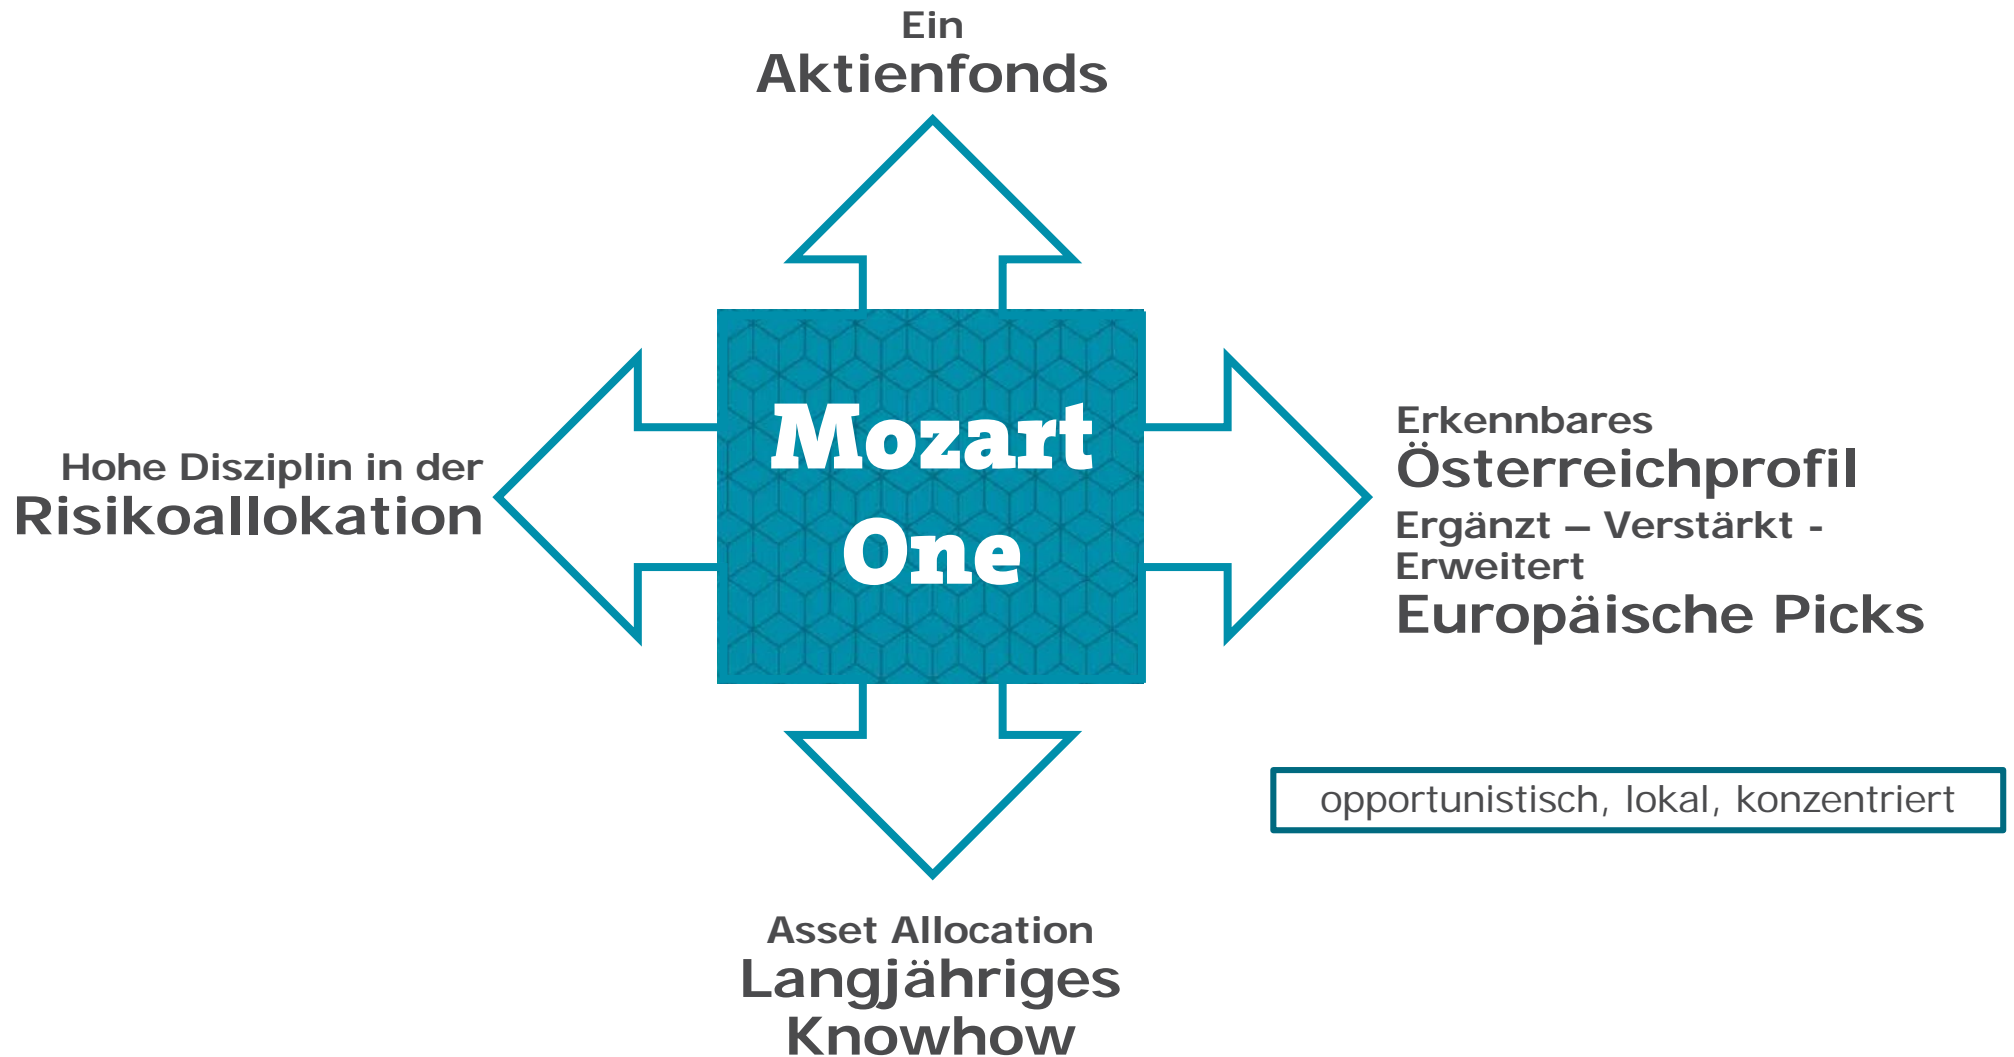 Ein
Aktienfonds
Hohe Disziplin in der
Risikoallokation
Mozart
One
Erkennbares
Österreichprofil
Ergänzt – Verstärkt -
Erweitert
Europäische Picks
opportunistisch, lokal, konzentriert
Asset Allocation
Langjähriges
Knowhow